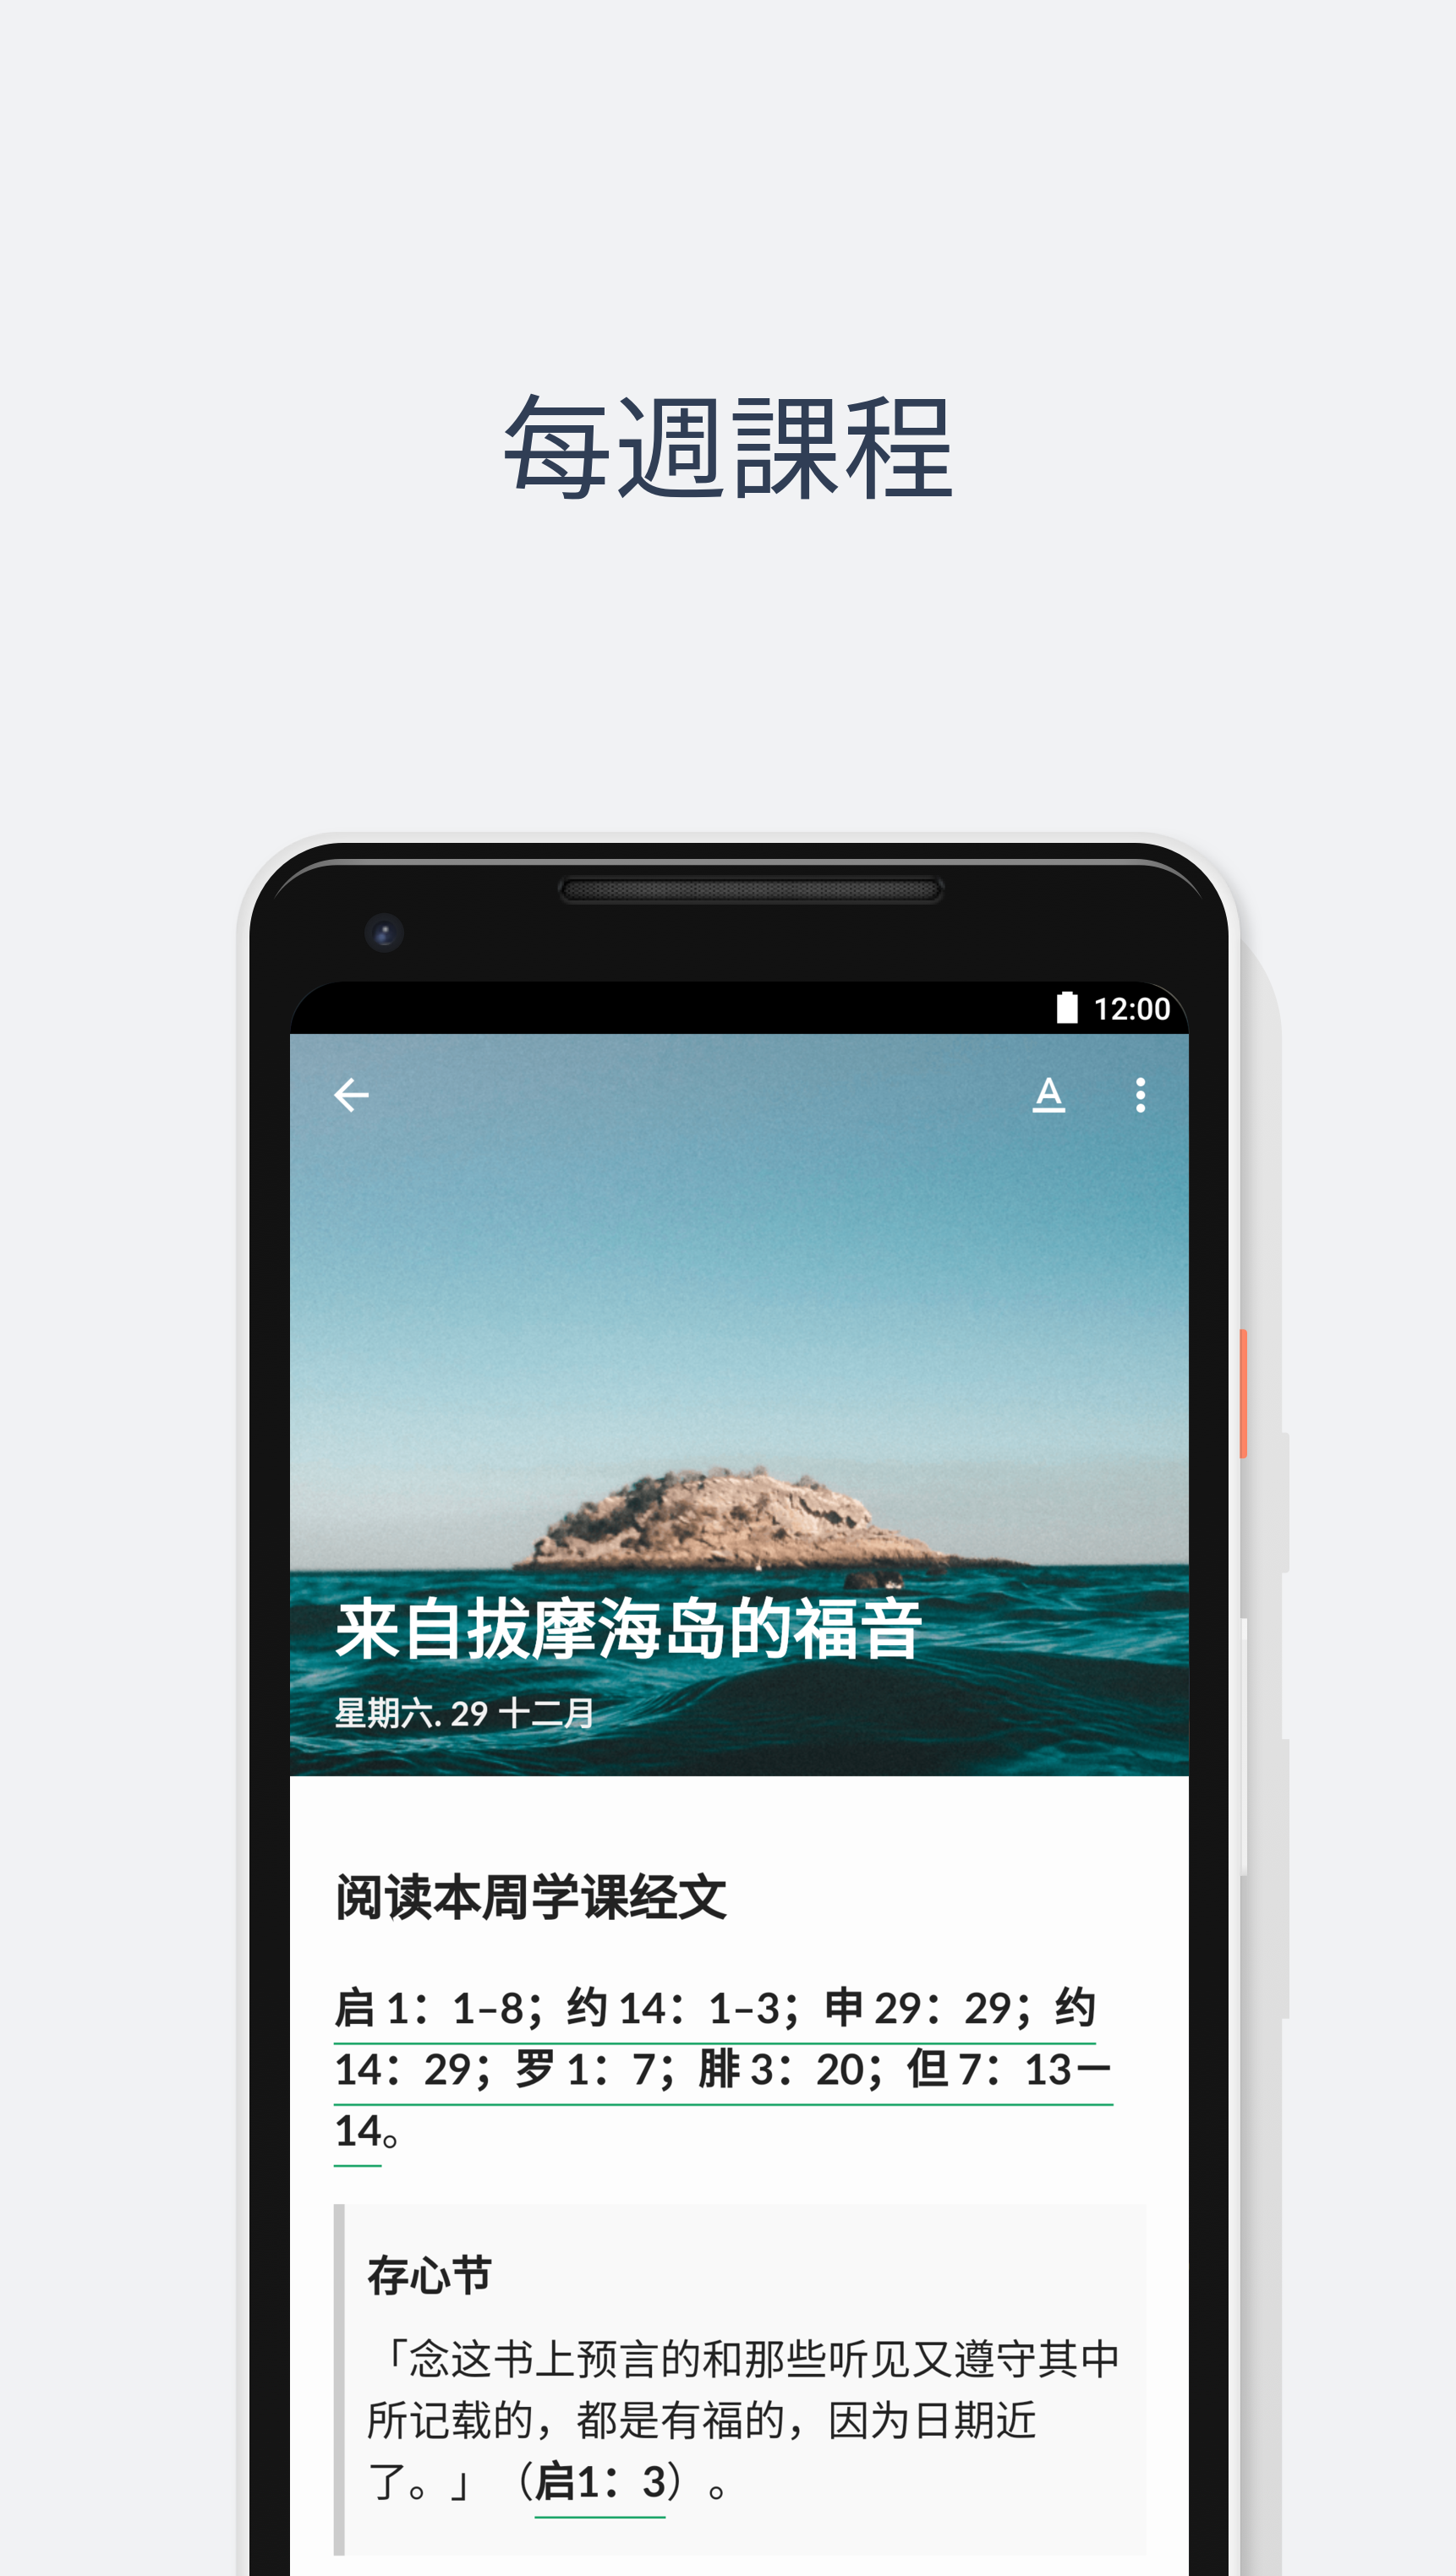 每週課程
12:00
A
来自拔摩海岛的福音
星期六. 29 十二月
阅读本周学课经文
启 1：1–8；约 14：1–3；申 29：29；约
14：29；罗 1：7；腓 3：20；但 7：13－
14。
存心节
「念这书上预言的和那些听见又遵守其中
所记载的，都是有福的，因为日期近
了。」（启1：3）。